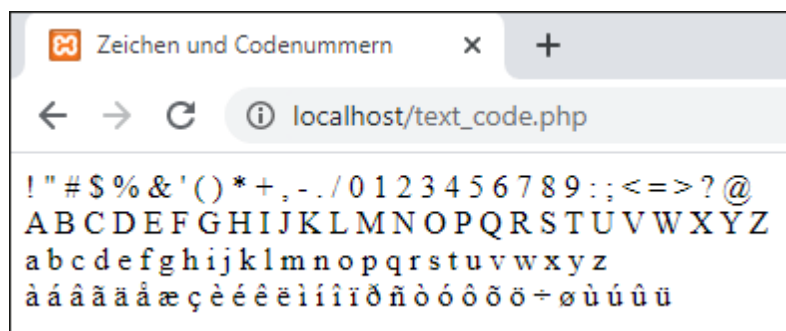 Zeichen und Codenummern
localhost/text_code.php
! " # $ % & ' ( ) * + , - . / 0 1 2 3 4 5 6 7 8 9 : ; < = > ? @
A B C D E F G H I J K L M N O P Q R S T U V W X Y Z
a b c d e f g h i j k l m n o p q r s t u v w x y z
à á â ã ä å æ ç è é ê ë ì í î ï ð ñ ò ó ô õ ö ÷ ø ù ú û ü